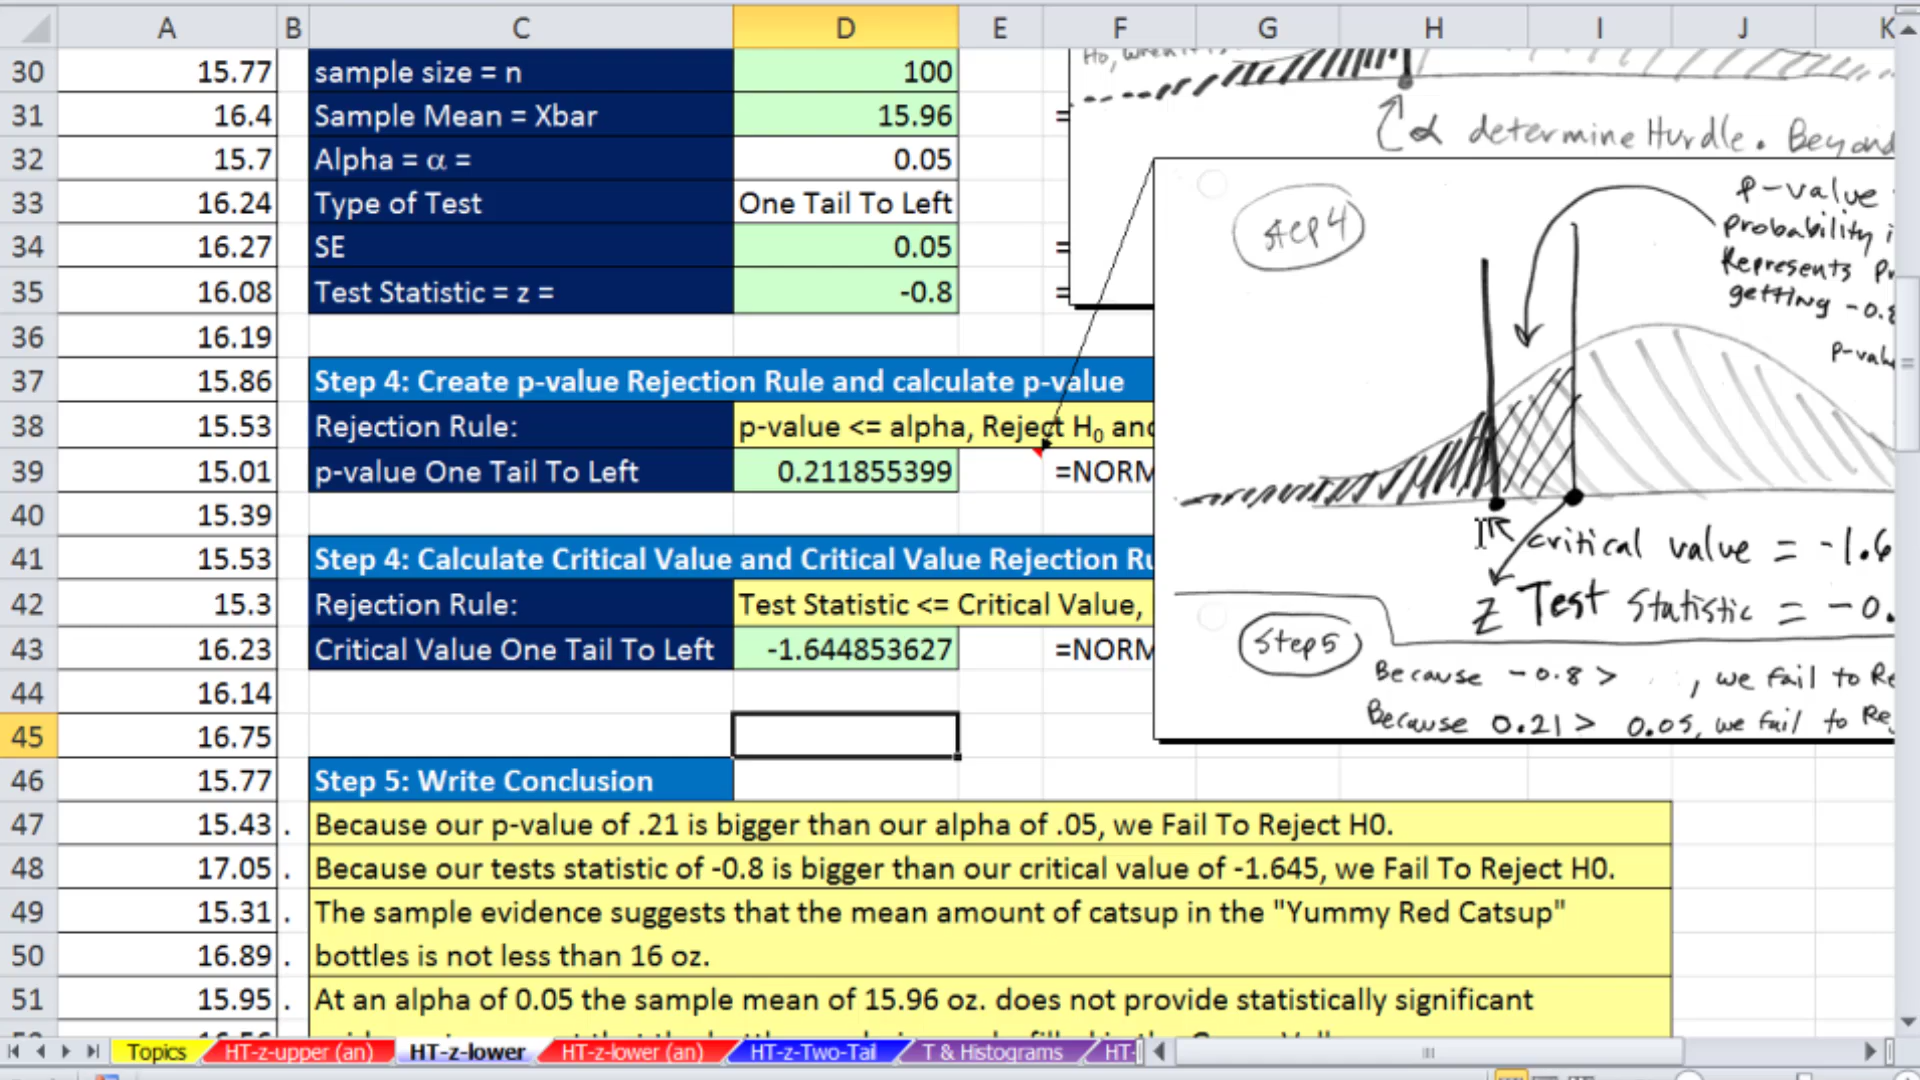 A B C D E F G H I J K
30 15.77 sample size = n 100
31 16.4 Sample Mean = Xbar 15.96 =
32 15.7 Alpha = α = 0.05
33 16.24 Type of Test One Tail To Left
34 16.27 SE 0.05 =
35 16.08 Test Statistic = z = -0.8 =
36 16.19
37 15.86 Step 4: Create p-value Rejection Rule and calculate p-value
38 15.53 Rejection Rule: p-value <= alpha, Reject H0 and
39 15.01 p-value One Tail To Left 0.211855399 =NORM
40 15.39
41 15.53 Step 4: Calculate Critical Value and Critical Value Rejection Ru
42 15.3 Rejection Rule: Test Statistic <= Critical Value,
43 16.23 Critical Value One Tail To Left -1.644853627 =NORM
44 16.14
45 16.75
46 15.77 Step 5: Write Conclusion
47 15.43 . Because our p-value of .21 is bigger than our alpha of .05, we Fail To Reject H0.
48 17.05 . Because our tests statistic of -0.8 is bigger than our critical value of -1.645, we Fail To Reject H0.
49 15.31 . The sample evidence suggests that the mean amount of catsup in the "Yummy Red Catsup"
50 16.89 . bottles is not less than 16 oz.
51 15.95 . At an alpha of 0.05 the sample mean of 15.96 oz. does not provide statistically significant
α determine Hurdle. Beyond
step 4
p-value
probability i
Represents Pr
getting -0.8
p-valu
critical value = -1.6
z Test Statistic = -0.
Step 5
Because -0.8 > , we fail to Re
Because 0.21 > 0.05, we fail to Re
Topics HT-z-upper (an) HT-z-lower HT-z-lower (an) HT-z-Two-Tail T & Histograms HT-